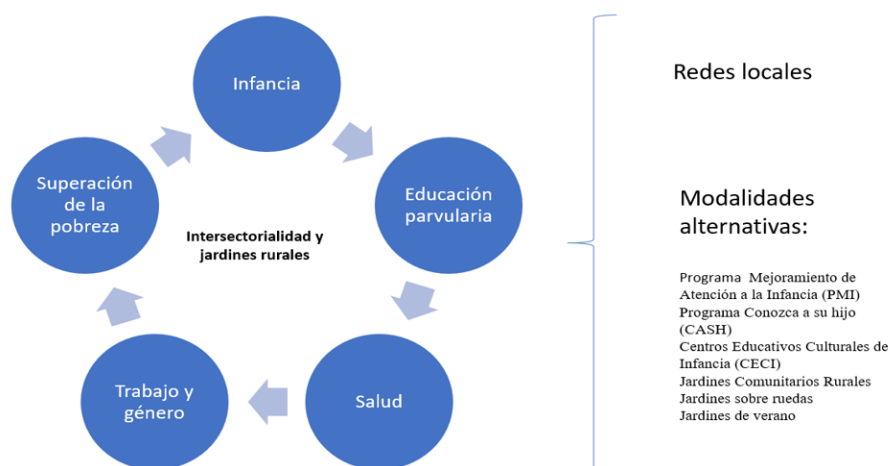 Infancia
Educación
parvularia
Salud
Trabajo y
género
Superación
de la
pobreza
Intersectorialidad y
jardines rurales
Redes locales
Modalidades
alternativas:
Programa Mejoramiento de
Atención a la Infancia (PMI)
Programa Conozca a su hijo
(CASH)
Centros Educativos Culturales de
Infancia (CECI)
Jardines Comunitarios Rurales
Jardines sobre ruedas
Jardines de verano